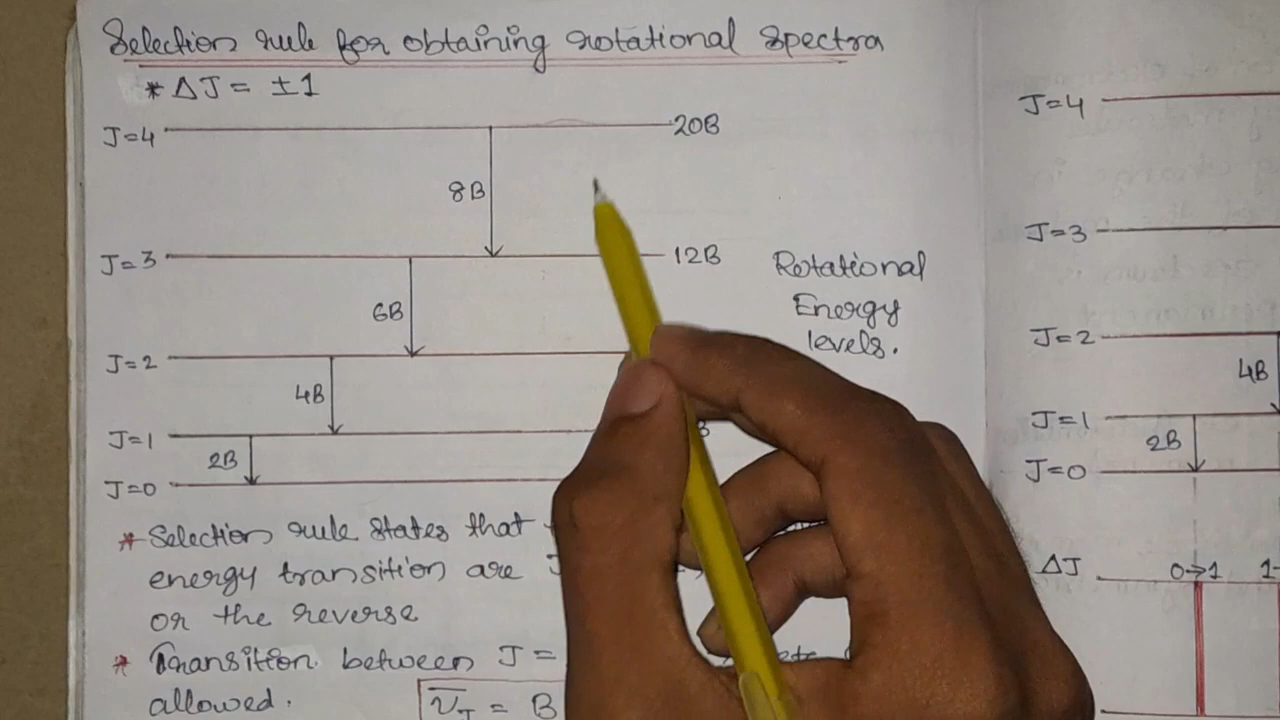 Selection rule for obtaining rotational spectra
* ΔJ = ±1
J=4 20B
8B
J=3 12B
6B
J=2
4B
J=1 B
2B
J=0
Rotational
Energy
levels.
* Selection rule states that
energy transition are
or the reverse
* Transition between J =
allowed.
ν̅J = B
J=4
J=3
J=2
4B
J=1
2B
J=0
ΔJ 0→1 1-